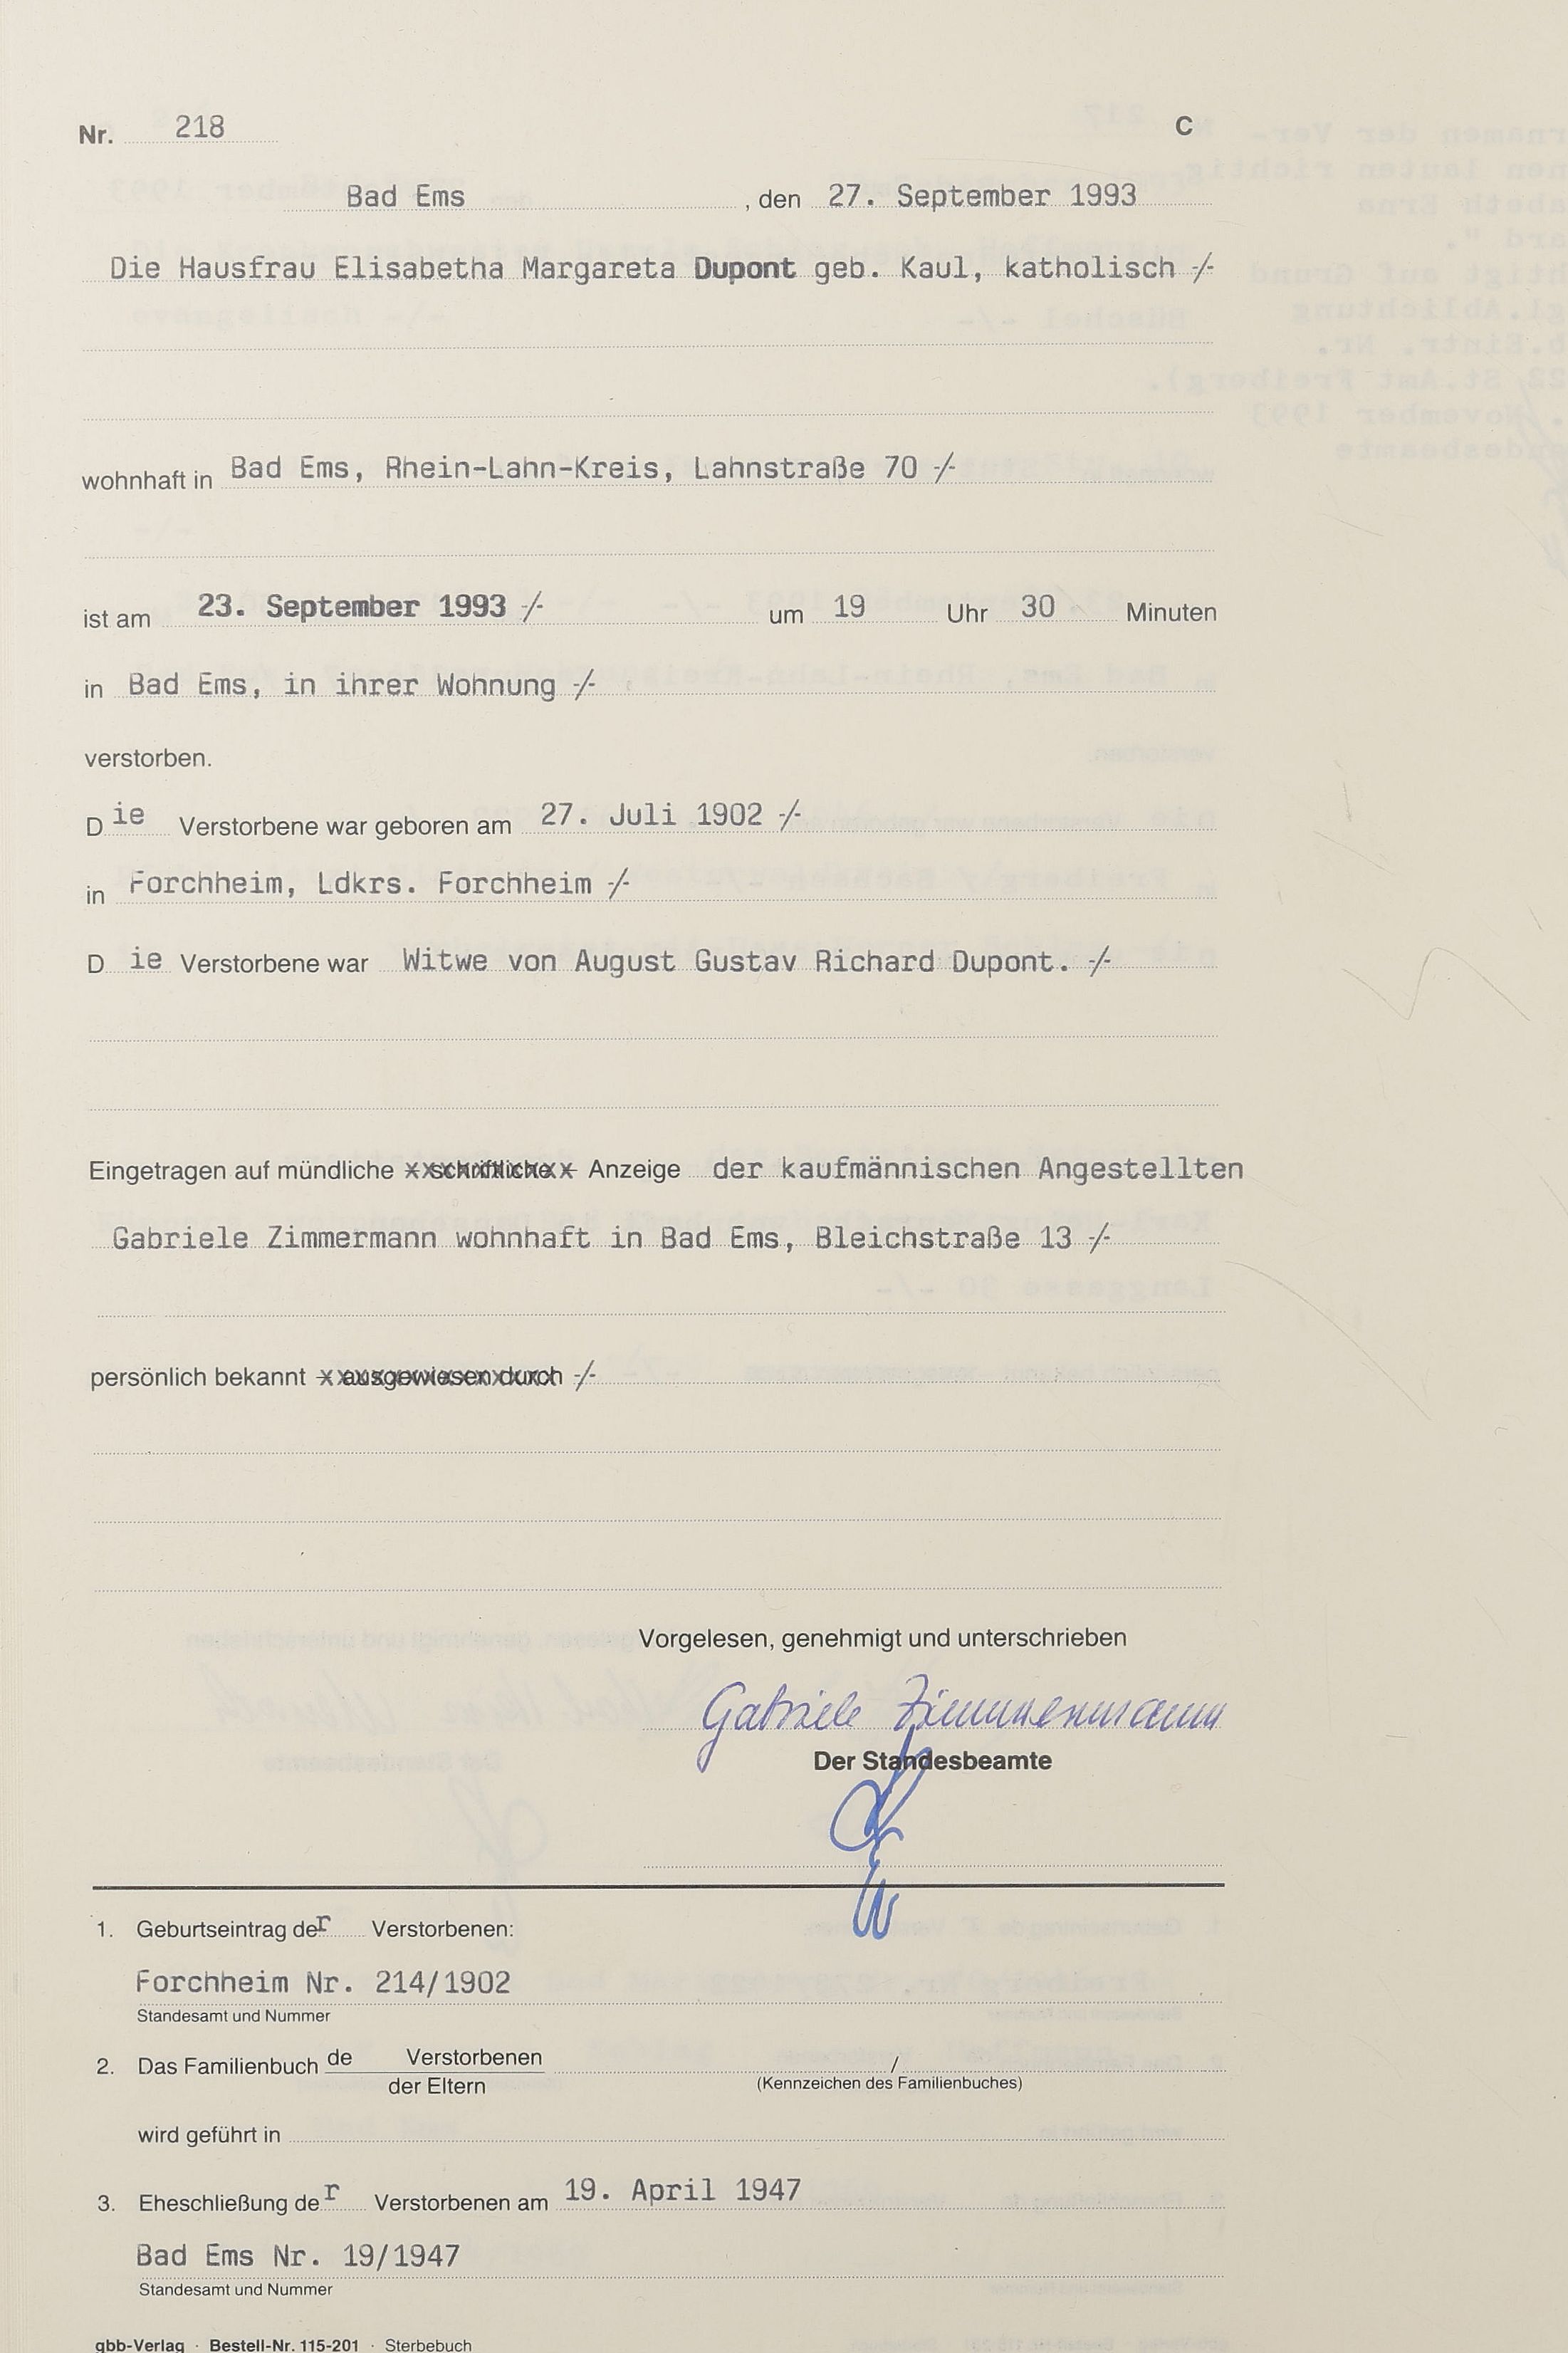 Nr. 218 C
Bad Ems , den 27. September 1993
Die Hausfrau Elisabetha Margareta Dupont geb. Kaul, katholisch -/-
wohnhaft in Bad Ems, Rhein-Lahn-Kreis, Lahnstraße 70 -/-
ist am 23. September 1993 -/- um 19 Uhr 30 Minuten
in Bad Ems, in ihrer Wohnung -/-
verstorben.
Die Verstorbene war geboren am 27. Juli 1902 -/-
in Forchheim, Ldkrs. Forchheim -/-
Die Verstorbene war Witwe von August Gustav Richard Dupont. -/-
Eingetragen auf mündliche – schriftliche – Anzeige der kaufmännischen Angestellten
Gabriele Zimmermann wohnhaft in Bad Ems, Bleichstraße 13 -/-
persönlich bekannt – ausgewiesen durch -/-
Vorgelesen, genehmigt und unterschrieben
Gabriele Zimmermann
Der Standesbeamte
1. Geburtseintrag der Verstorbenen:
Forchheim Nr. 214/1902
Standesamt und Nummer
2. Das Familienbuch de Verstorbenen /
der Eltern (Kennzeichen des Familienbuches)
wird geführt in
3. Eheschließung der Verstorbenen am 19. April 1947
Bad Ems Nr. 19/1947
Standesamt und Nummer
gbb-Verlag · Bestell-Nr. 115-201 · Sterbebuch